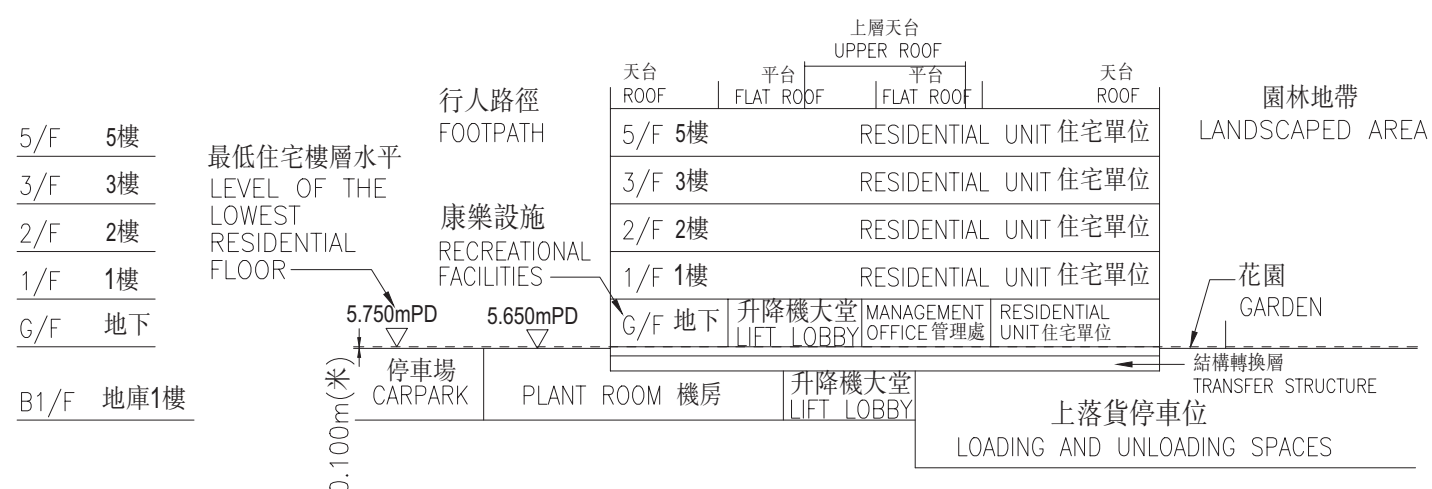 上層天台
UPPER ROOF
天台
ROOF
平台
FLAT ROOF
平台
FLAT ROOF
天台
ROOF
行人路徑
FOOTPATH
園林地帶
LANDSCAPED AREA
5/F 5樓
3/F 3樓
2/F 2樓
1/F 1樓
G/F 地下
B1/F 地庫1樓
最低住宅樓層水平
LEVEL OF THE
LOWEST
RESIDENTIAL
FLOOR
康樂設施
RECREATIONAL
FACILITIES
5/F 5樓 RESIDENTIAL UNIT 住宅單位
3/F 3樓 RESIDENTIAL UNIT 住宅單位
2/F 2樓 RESIDENTIAL UNIT 住宅單位
1/F 1樓 RESIDENTIAL UNIT 住宅單位
G/F 地下
升降機大堂
LIFT LOBBY
MANAGEMENT
OFFICE 管理處
RESIDENTIAL
UNIT 住宅單位
花園
GARDEN
5.750mPD
5.650mPD
0.100m(米)
停車場
CARPARK
PLANT ROOM 機房
升降機大堂
LIFT LOBBY
結構轉換層
TRANSFER STRUCTURE
上落貨停車位
LOADING AND UNLOADING SPACES